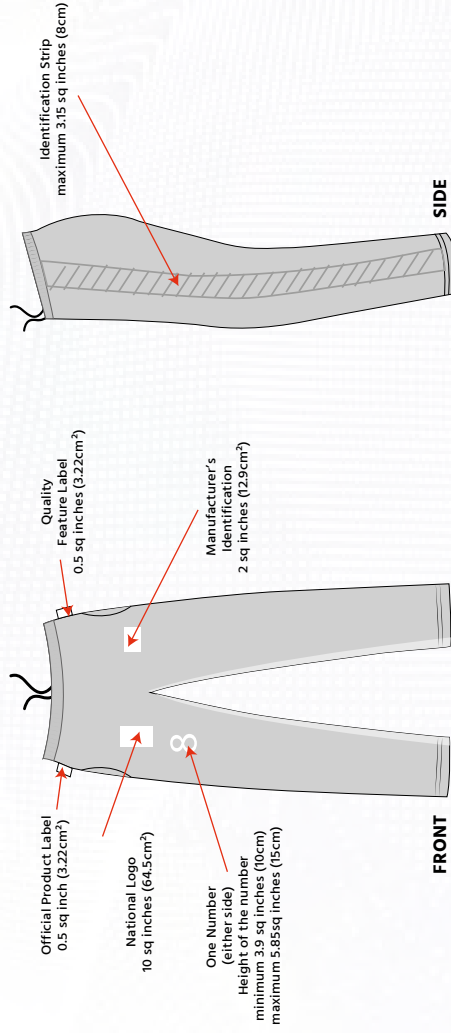 Official Product Label
0.5 sq inch (3.22cm²)
National Logo
10 sq inches (64.5cm²)
One Number
(either side)
Height of the number
minimum 3.9 sq inches (10cm)
maximum 5.85sq inches (15cm)
8
FRONT
Quality
Feature Label
0.5 sq inches (3.22cm²)
Manufacturer's
Identification
2 sq inches (12.9cm²)
Identification Strip
maximum 3.15 sq inches (8cm)
SIDE